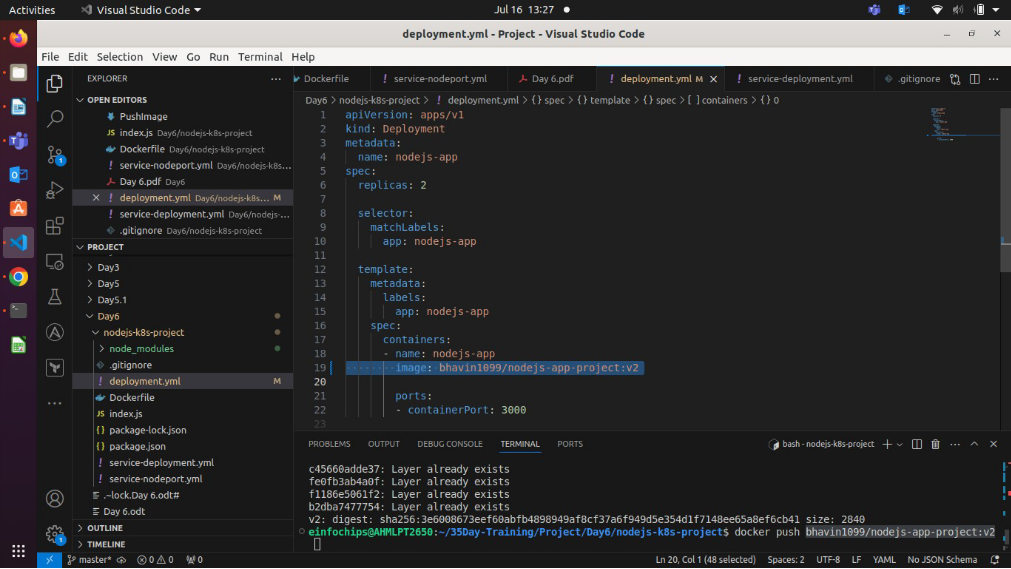 Activities
Visual Studio Code
Jul 16 13:27
deployment.yml - Project - Visual Studio Code
File Edit Selection View Go Run Terminal Help
EXPLORER
OPEN EDITORS
PushImage
JS index.js Day6/nodejs-k8s-project
Dockerfile Day6/nodejs-k8s-project
! service-nodeport.yml Day6/nodejs-k8s...
Day 6.pdf Day6
! deployment.yml Day6/nodejs-k8s... M
! service-deployment.yml Day6/nodejs-...
.gitignore Day6/nodejs-k8s-project
PROJECT
Day3
Day5
Day5.1
Day6
nodejs-k8s-project
node_modules
.gitignore
! deployment.yml M
Dockerfile
JS index.js
{} package-lock.json
{} package.json
! service-deployment.yml
! service-nodeport.yml
.~lock.Day 6.odt#
Day 6.odt
OUTLINE
TIMELINE
1
1
Dockerfile ! service-nodeport.yml Day 6.pdf ! deployment.yml M ! service-deployment.yml .gitignore
Day6 > nodejs-k8s-project > ! deployment.yml > {} spec > {} template > {} spec > [ ] containers > {} 0
1 apiVersion: apps/v1
2 kind: Deployment
3 metadata:
4 name: nodejs-app
5 spec:
6 replicas: 2
7
8 selector:
9 matchLabels:
10 app: nodejs-app
11
12 template:
13 metadata:
14 labels:
15 app: nodejs-app
16 spec:
17 containers:
18 - name: nodejs-app
19 image: bhavin1099/nodejs-app-project:v2
20
21 ports:
22 - containerPort: 3000
23
PROBLEMS OUTPUT DEBUG CONSOLE TERMINAL PORTS
bash - nodejs-k8s-project
c45660adde37: Layer already exists
fe0fb3ab4a0f: Layer already exists
f1186e5061f2: Layer already exists
b2dba7477754: Layer already exists
v2: digest: sha256:3e6008673eef60abfb4898949af8cf37a6f949d5e354d1f7148ee65a8ef6cb41 size: 2840
einfochips@AHMLPT2650:~/35Day-Training/Project/Day6/nodejs-k8s-project$ docker push bhavin1099/nodejs-app-project:v2
master* 0 0 0 Ln 20, Col 1 (48 selected) Spaces: 2 UTF-8 LF YAML No JSON Schema